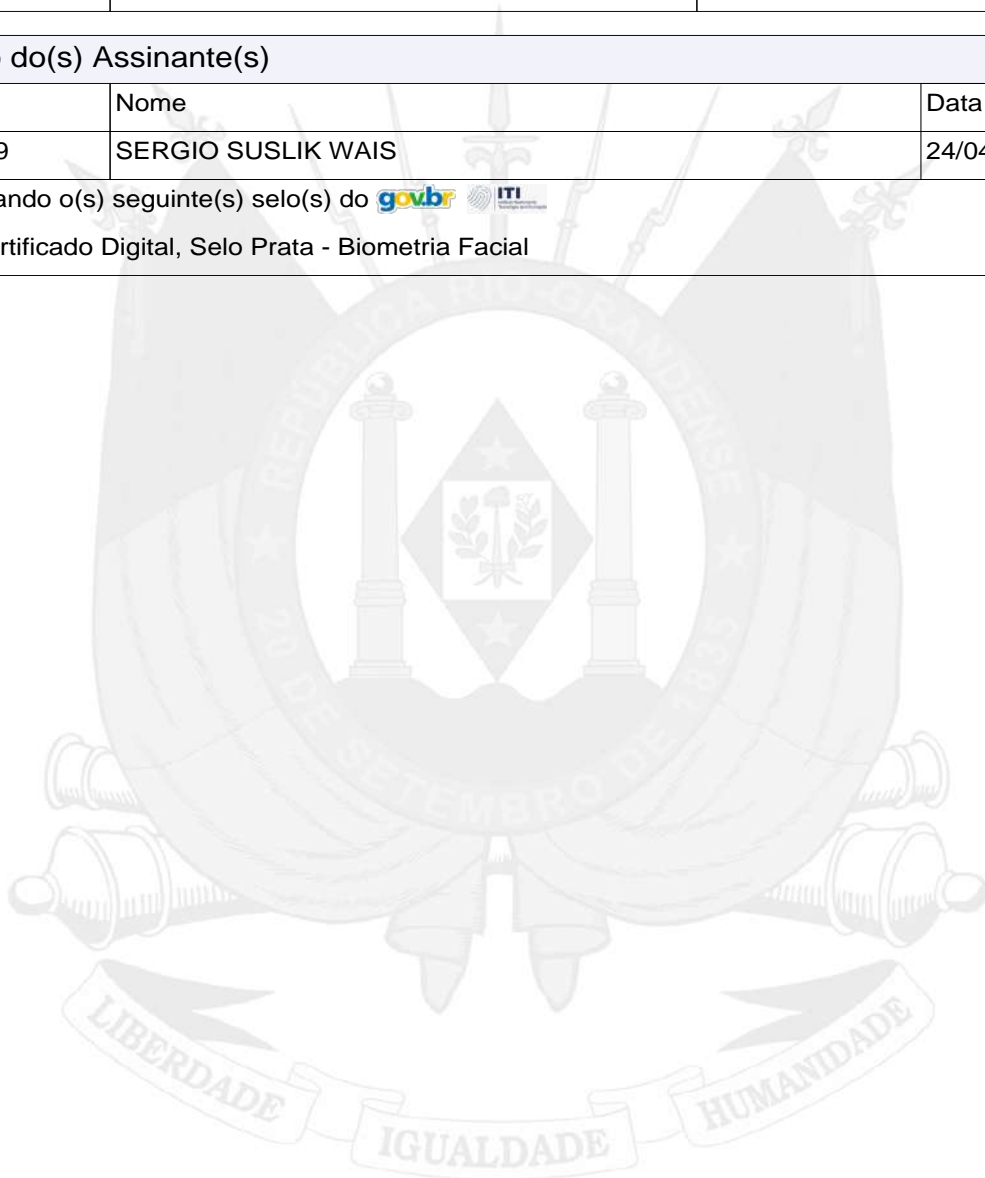 do(s) Assinante(s)
Nome Data
9 SERGIO SUSLIK WAIS 24/04
ando o(s) seguinte(s) selo(s) do gov.br ITI
rtificado Digital, Selo Prata - Biometria Facial
REPÚBLICA RIO-GRANDENSE
20 DE SETEMBRO DE 1835
LIBERDADE IGUALDADE HUMANIDADE